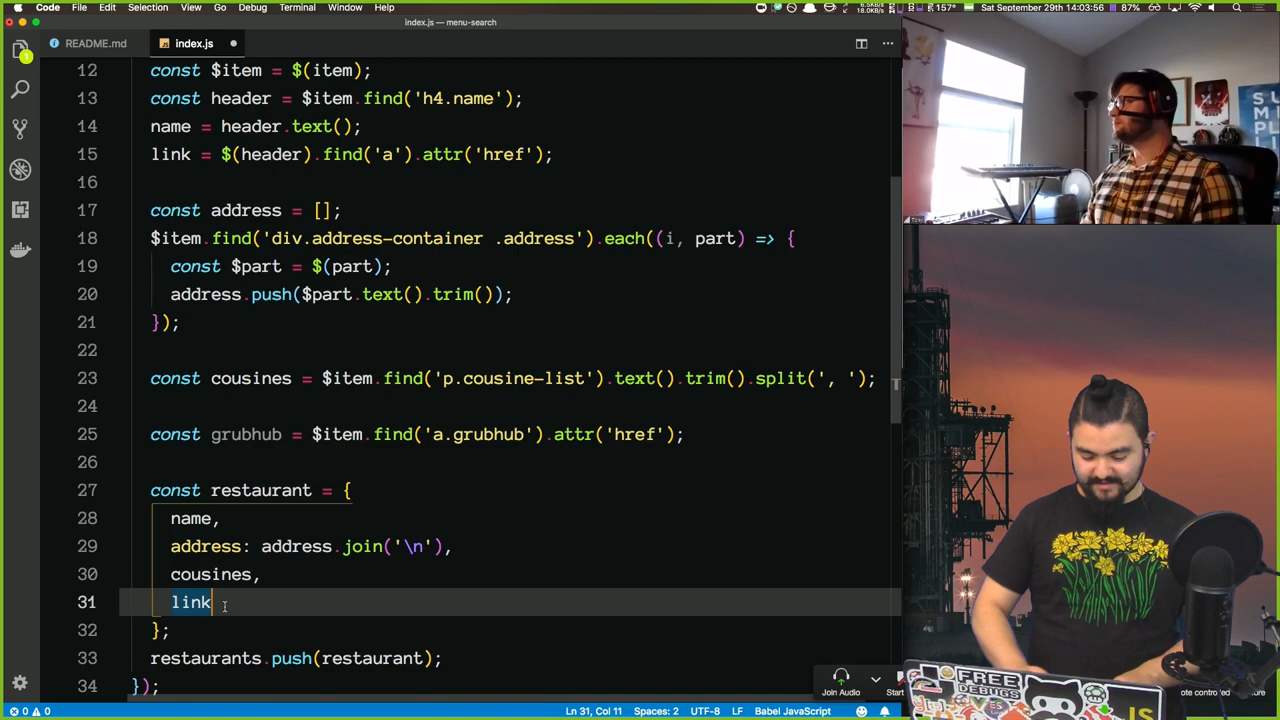 Code File Edit Selection View Go Debug Terminal Window Help
157° Sat September 29th 14:03:56 87%
index.js — menu-search
README.md index.js
12 const $item = $(item);
13 const header = $item.find('h4.name');
14 name = header.text();
15 link = $(header).find('a').attr('href');
16
17 const address = [];
18 $item.find('div.address-container .address').each((i, part) => {
19 const $part = $(part);
20 address.push($part.text().trim());
21 });
22
23 const cousines = $item.find('p.cousine-list').text().trim().split(', ');
24
25 const grubhub = $item.find('a.grubhub').attr('href');
26
27 const restaurant = {
28 name,
29 address: address.join('\n'),
30 cousines,
31 link
32 };
33 restaurants.push(restaurant);
34 });
Join Audio
0 0 Ln 31, Col 11 Spaces: 2 UTF-8 LF Babel JavaScript
FREE
DEBUGS
JS